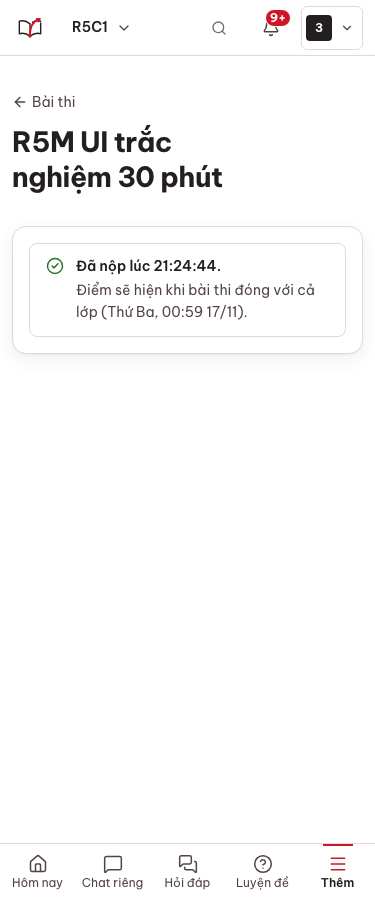 R5C1
9+
3
Bài thi
R5M UI trắc
nghiệm 30 phút
Đã nộp lúc 21:24:44.
Điểm sẽ hiện khi bài thi đóng với cả
lớp (Thứ Ba, 00:59 17/11).
Hôm nay
Chat riêng
Hỏi đáp
Luyện đề
Thêm